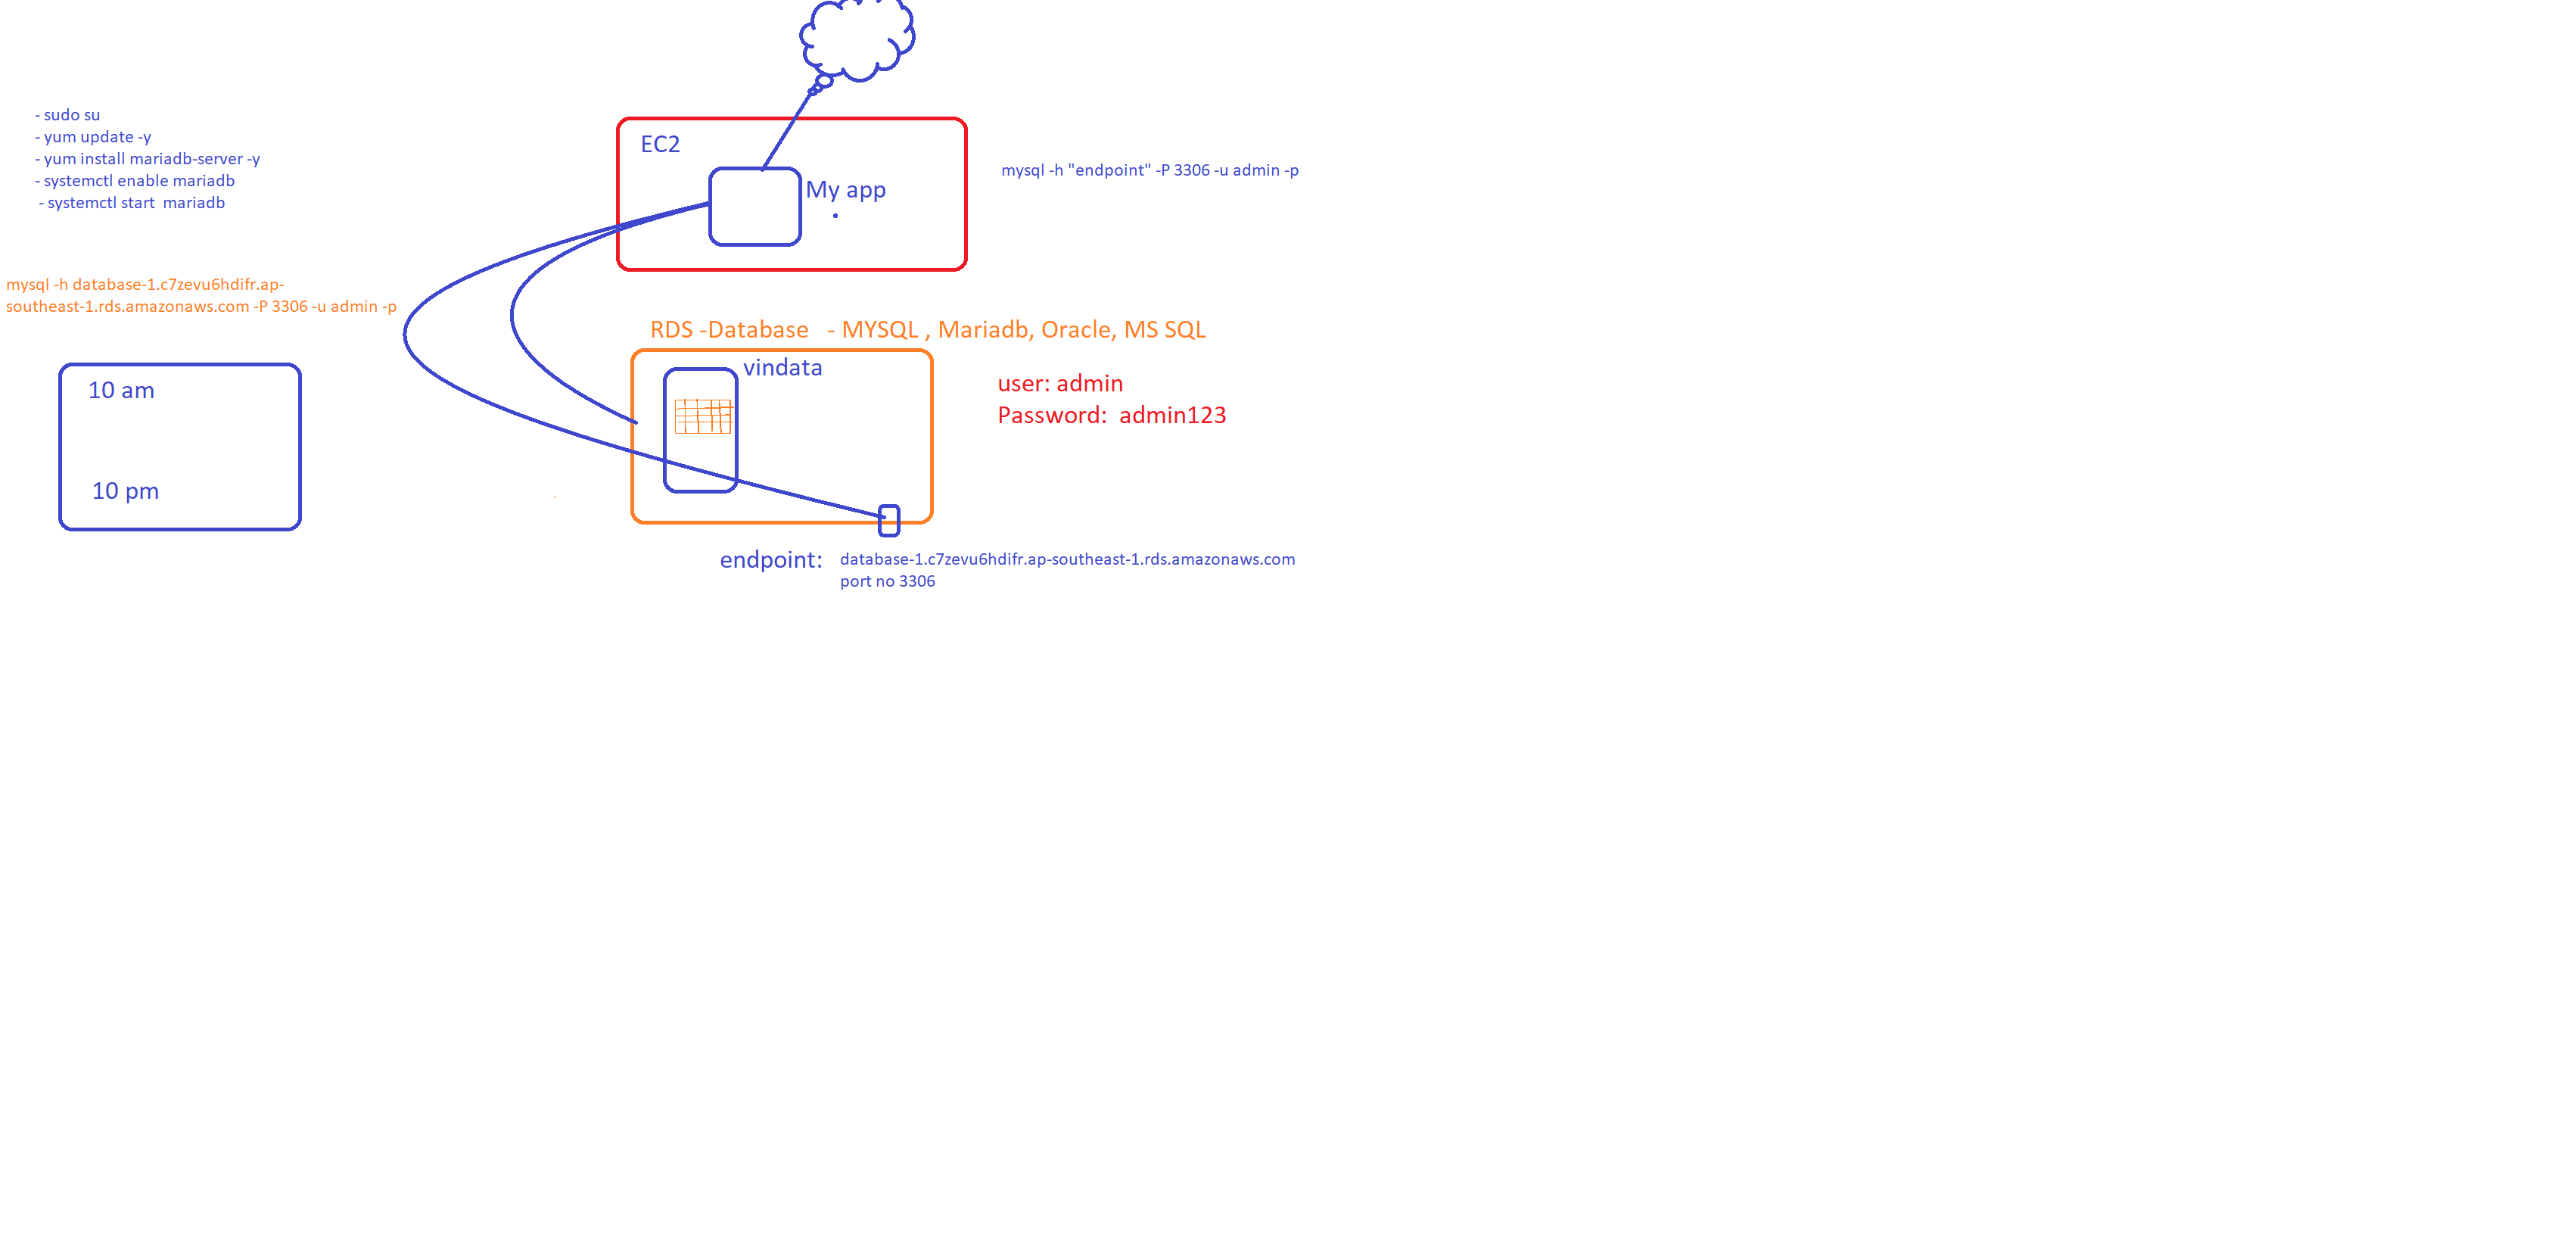 - sudo su
- yum update -y
- yum install mariadb-server -y
- systemctl enable mariadb
- systemctl start  mariadb
EC2
My app
mysql -h "endpoint" -P 3306 -u admin -p
mysql -h database-1.c7zevu6hdifr.ap-
southeast-1.rds.amazonaws.com -P 3306 -u admin -p
RDS -Database   - MYSQL , Mariadb, Oracle, MS SQL
vindata
user: admin
Password:  admin123
10 am
10 pm
endpoint:
database-1.c7zevu6hdifr.ap-southeast-1.rds.amazonaws.com
port no 3306